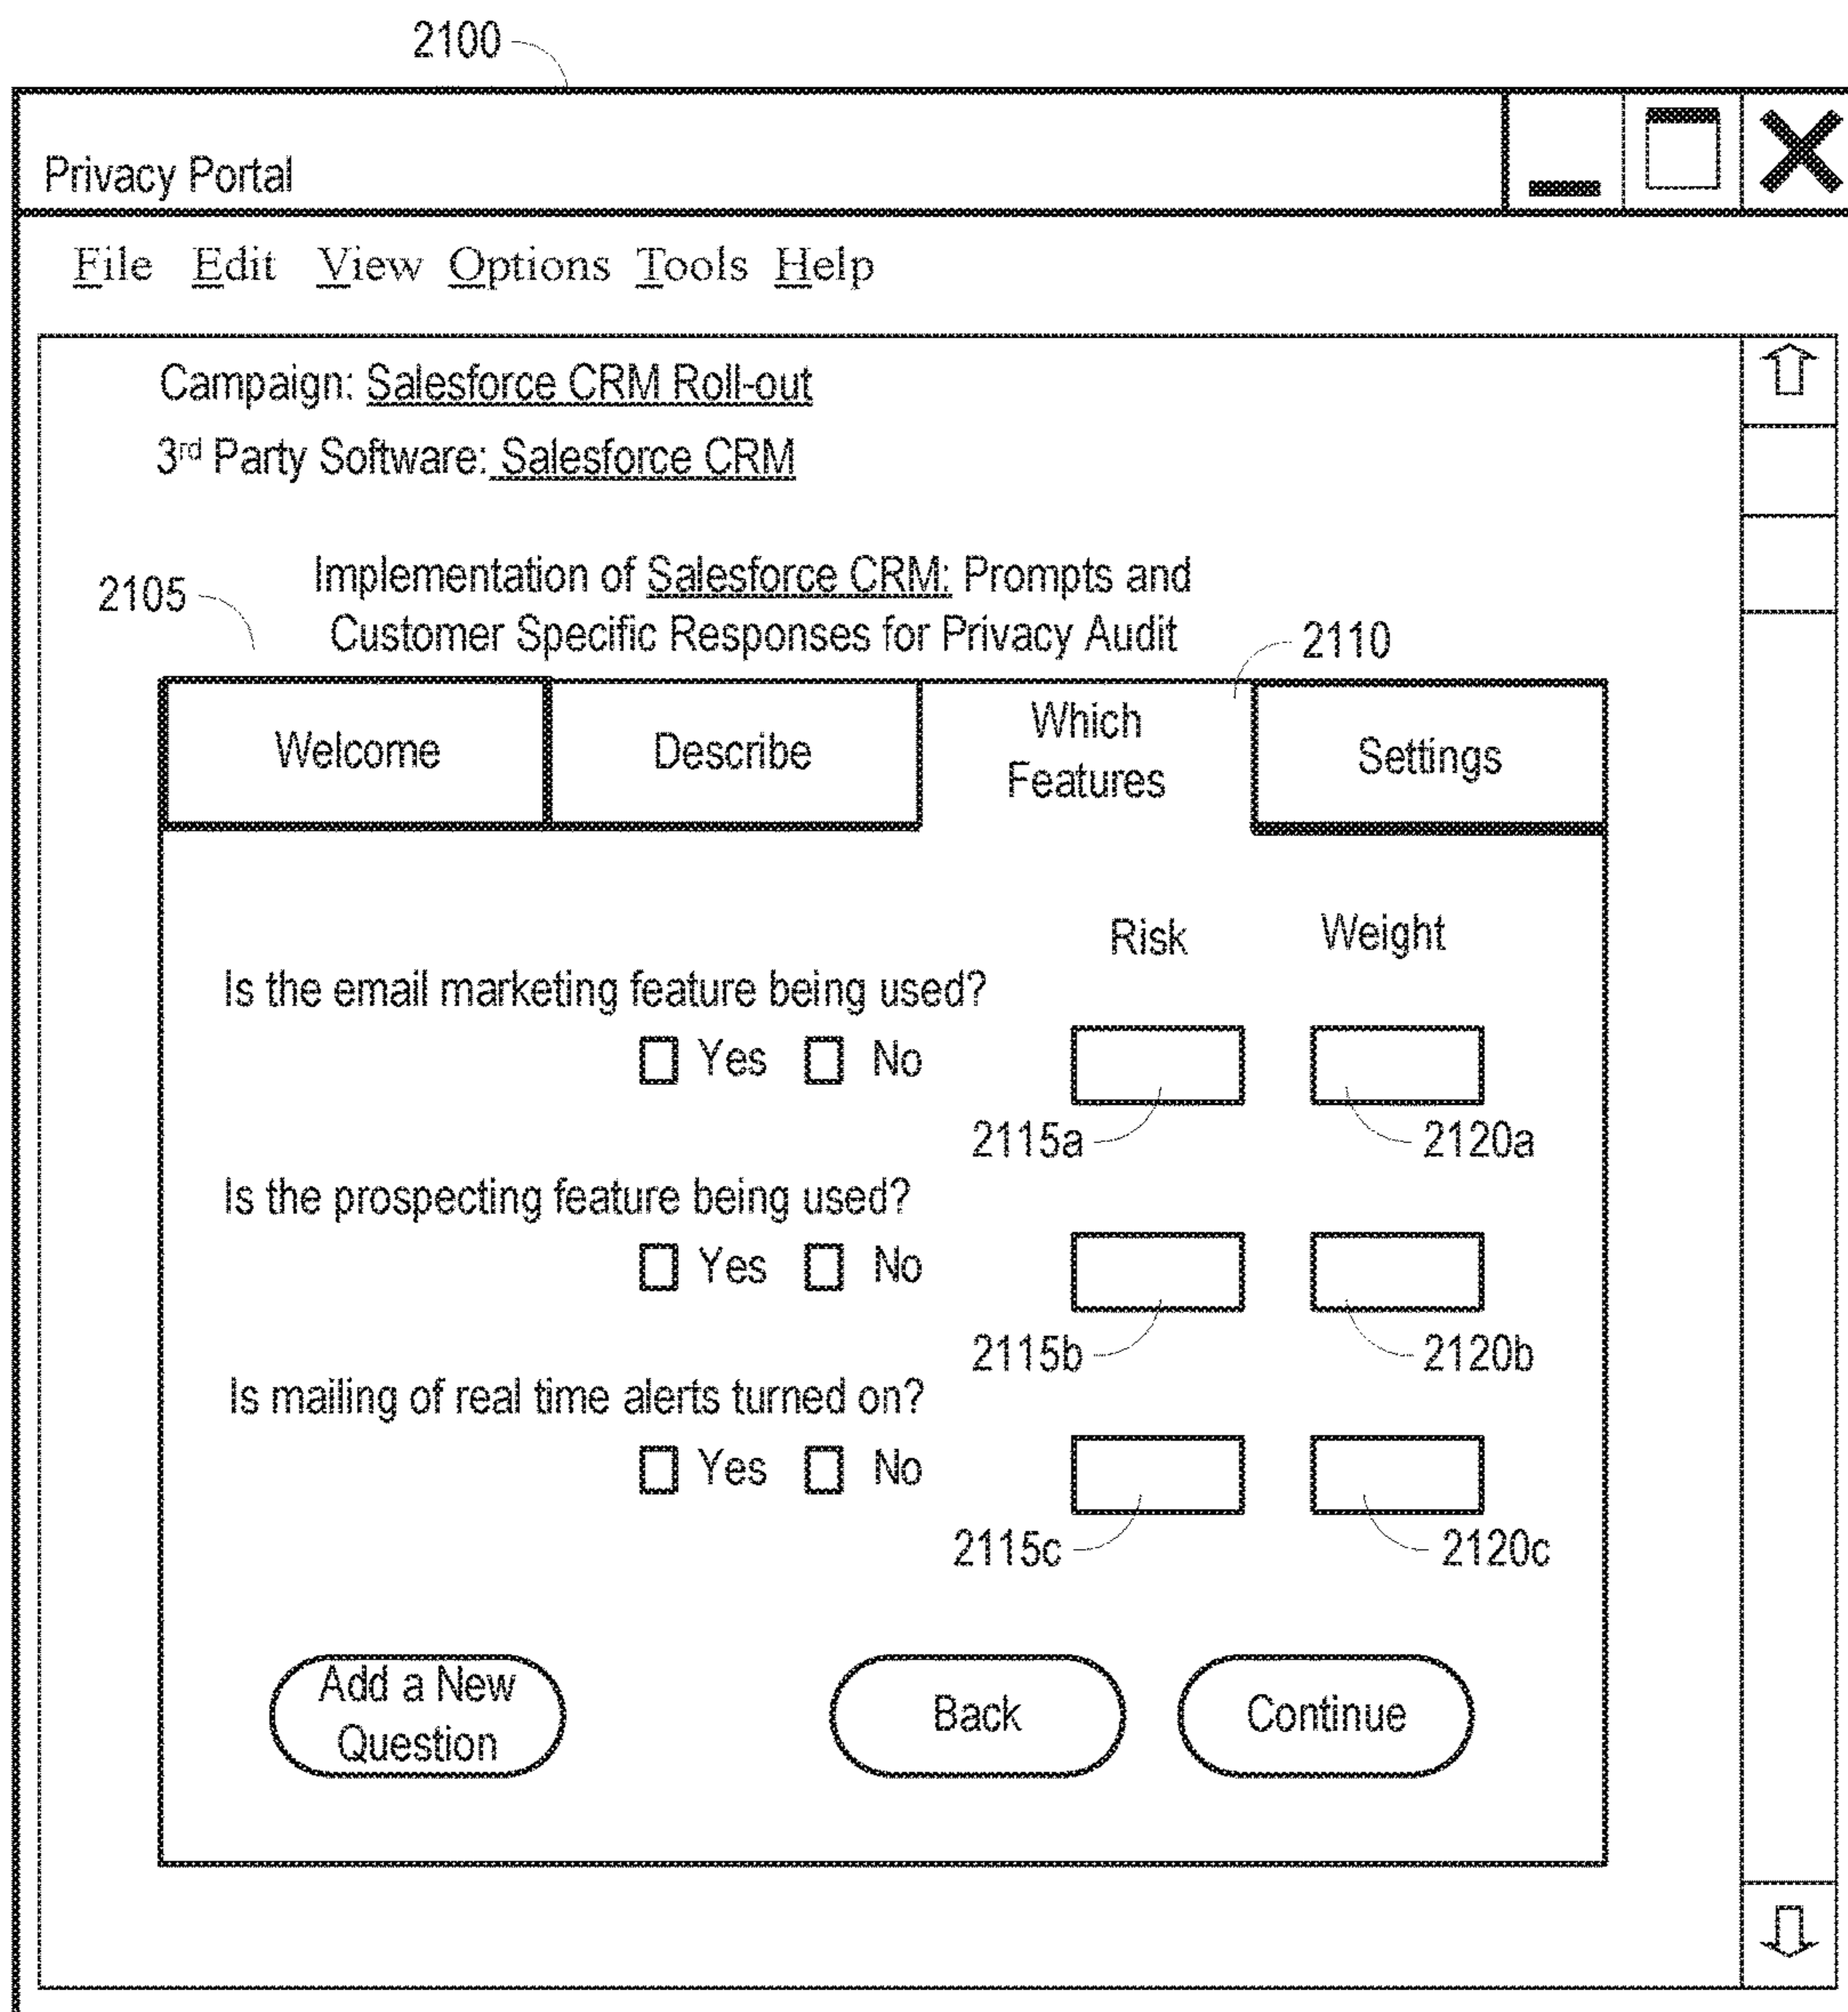 2100
Privacy Portal
File Edit View Options Tools Help
Campaign: Salesforce CRM Roll-out
3rd Party Software: Salesforce CRM
Implementation of Salesforce CRM: Prompts and
Customer Specific Responses for Privacy Audit
2105
2110
Welcome
Describe
Which
Features
Settings
Risk Weight
Is the email marketing feature being used?
Yes No
2115a 2120a
Is the prospecting feature being used?
Yes No
2115b 2120b
Is mailing of real time alerts turned on?
Yes No
2115c 2120c
Add a New
Question
Back
Continue